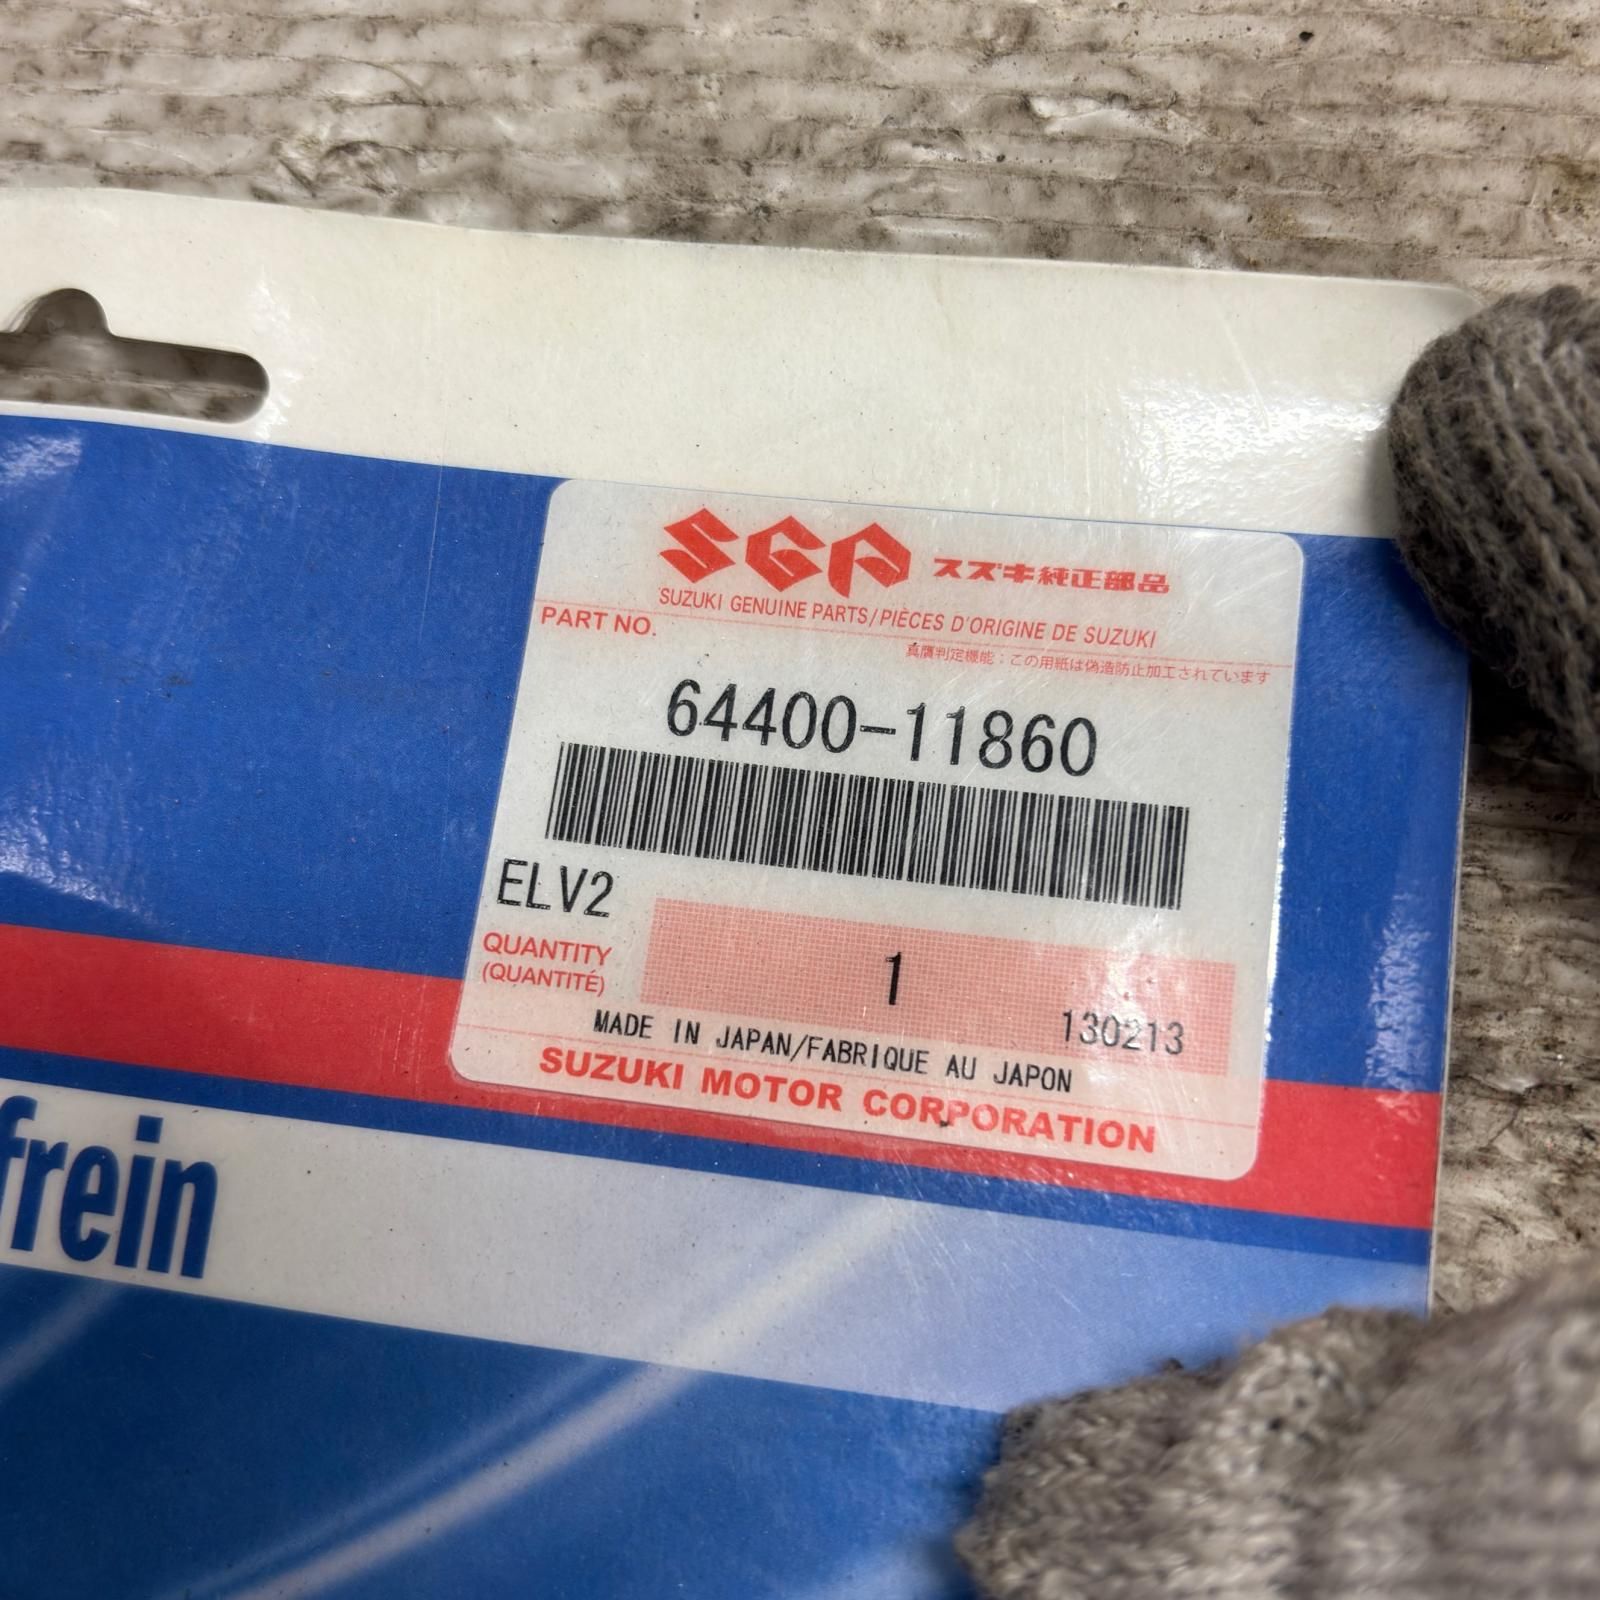 SGP スズキ純正部品
SUZUKI GENUINE PARTS/PIÈCES D'ORIGINE DE SUZUKI
PART NO.
真贋判定機能：この用紙は偽造防止加工されています
64400-11860
ELV2
QUANTITY
(QUANTITÉ)
1
130213
MADE IN JAPAN/FABRIQUE AU JAPON
SUZUKI MOTOR CORPORATION
frein